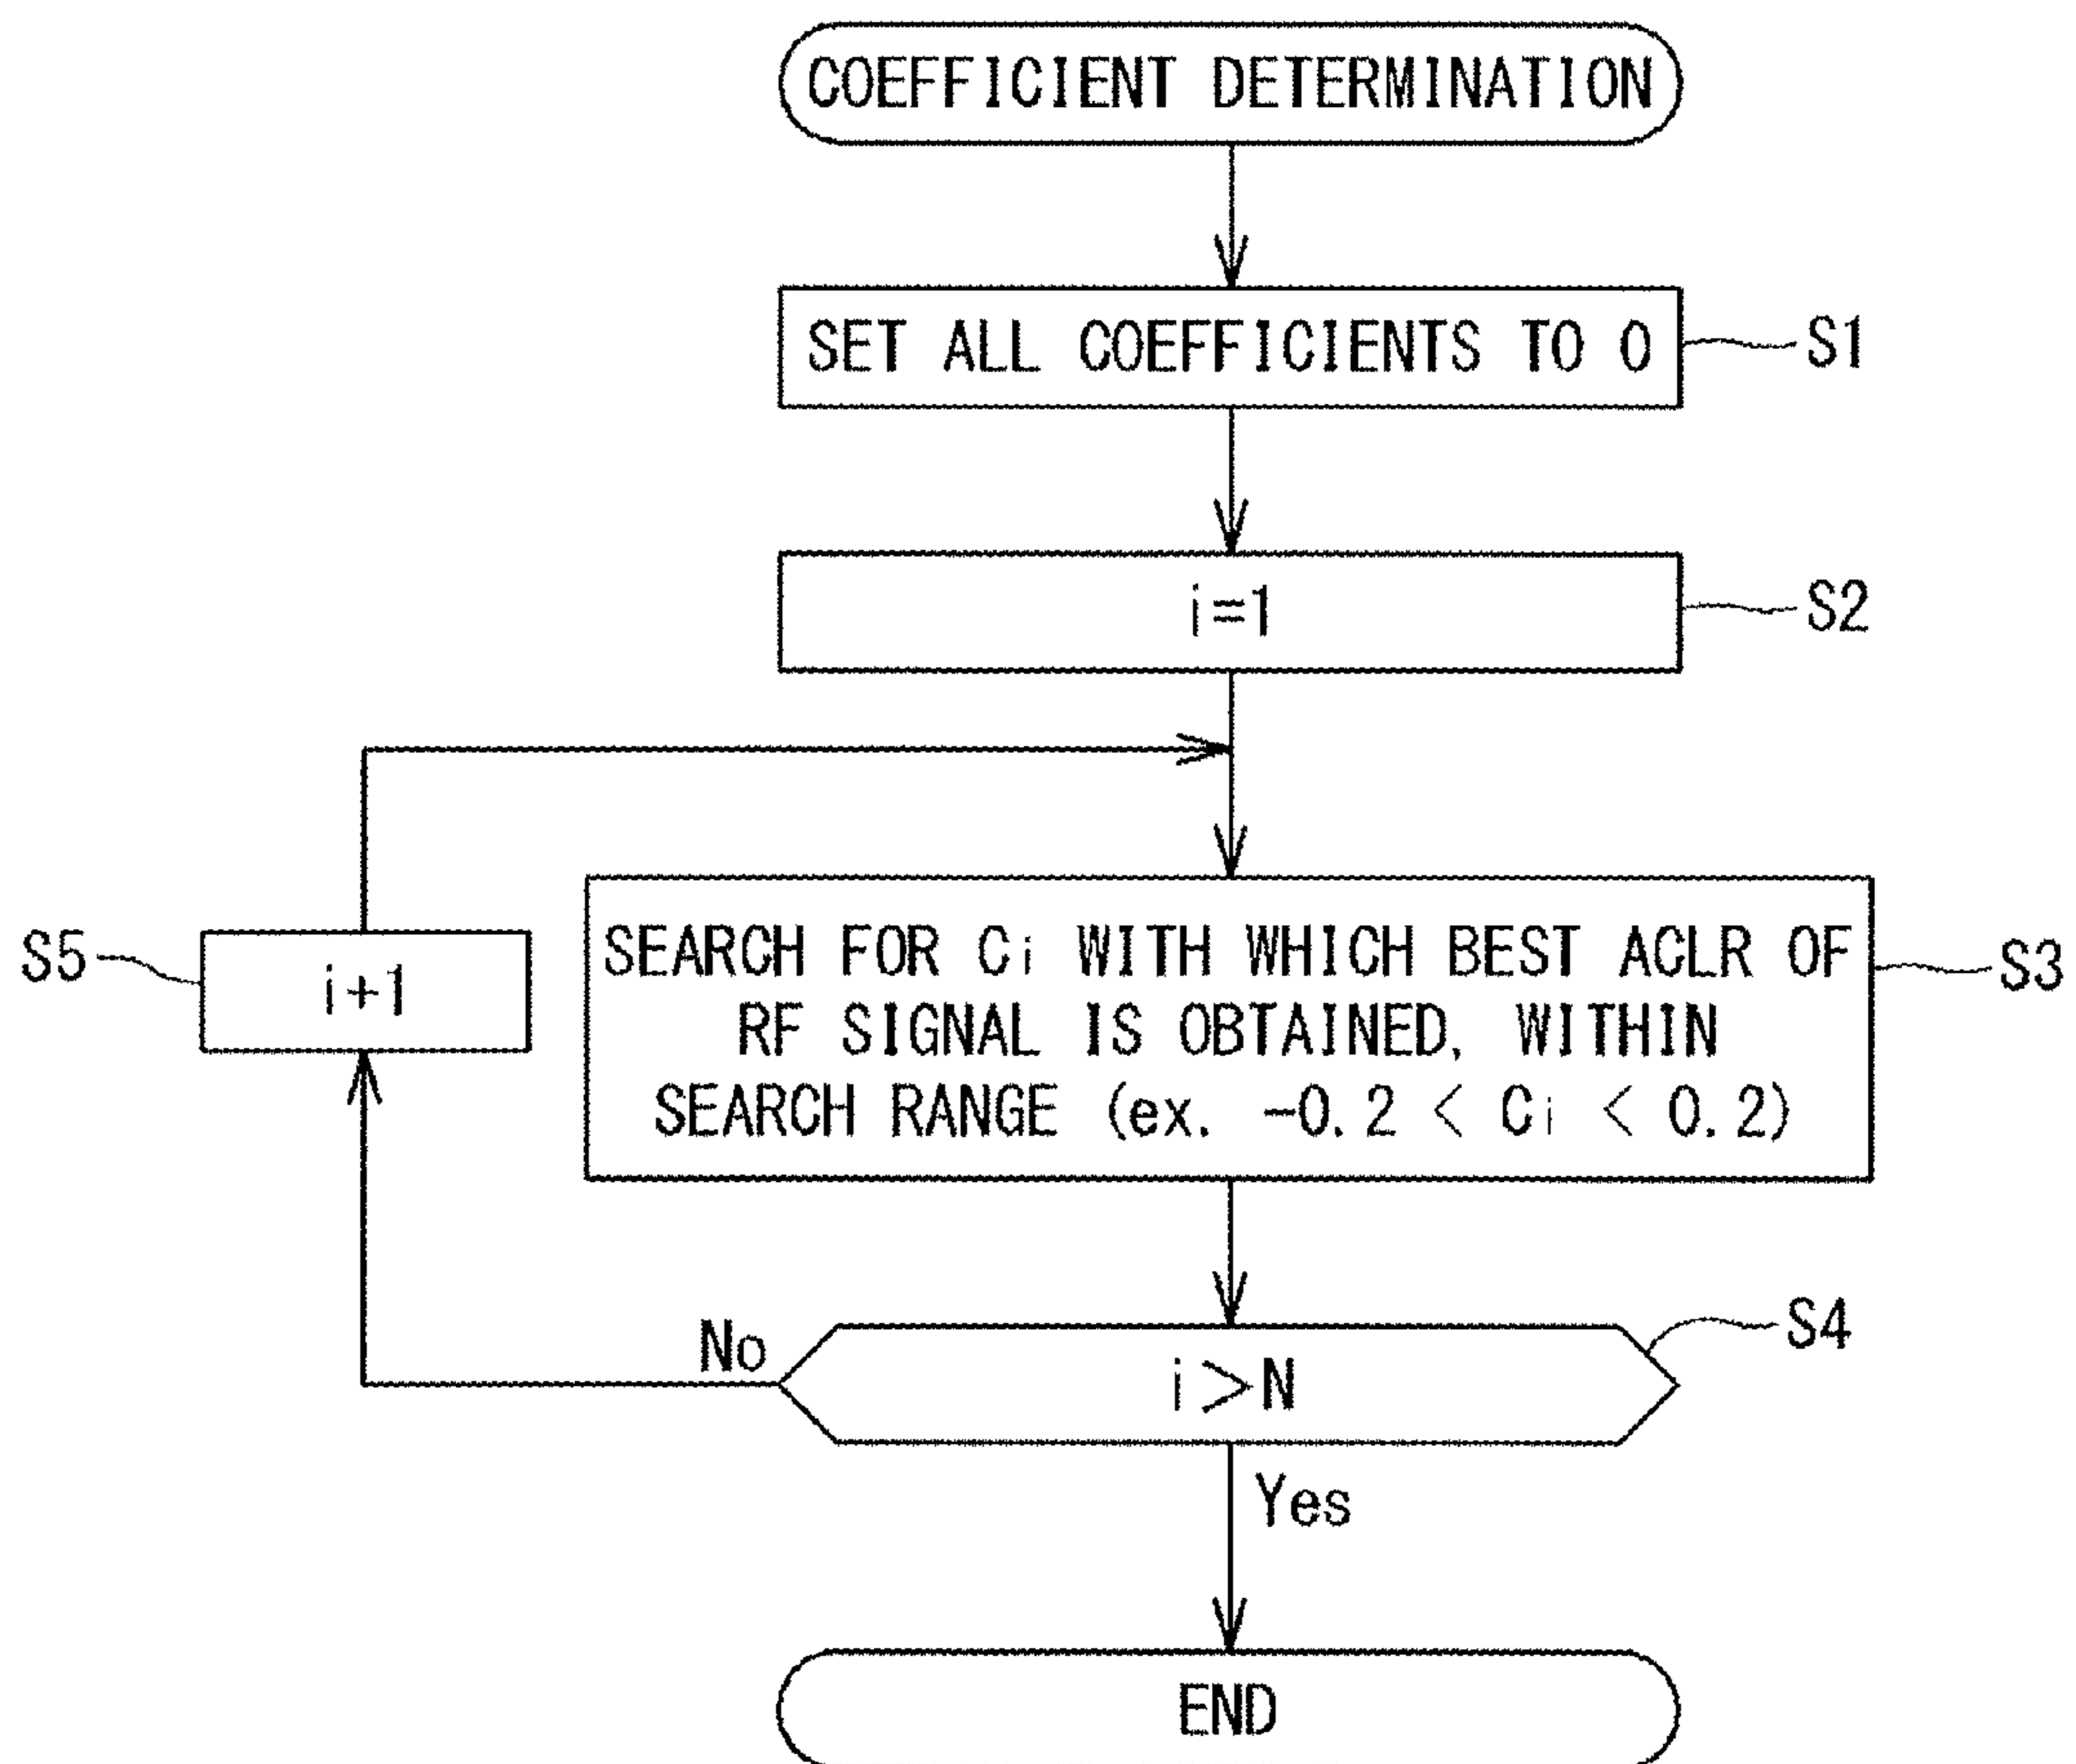 COEFFICIENT DETERMINATION
SET ALL COEFFICIENTS TO 0
S1
i=1
S2
S5
i+1
SEARCH FOR Ci WITH WHICH BEST ACLR OF
RF SIGNAL IS OBTAINED, WITHIN
SEARCH RANGE (ex. -0.2 < Ci < 0.2)
S3
No
i>N
S4
Yes
END